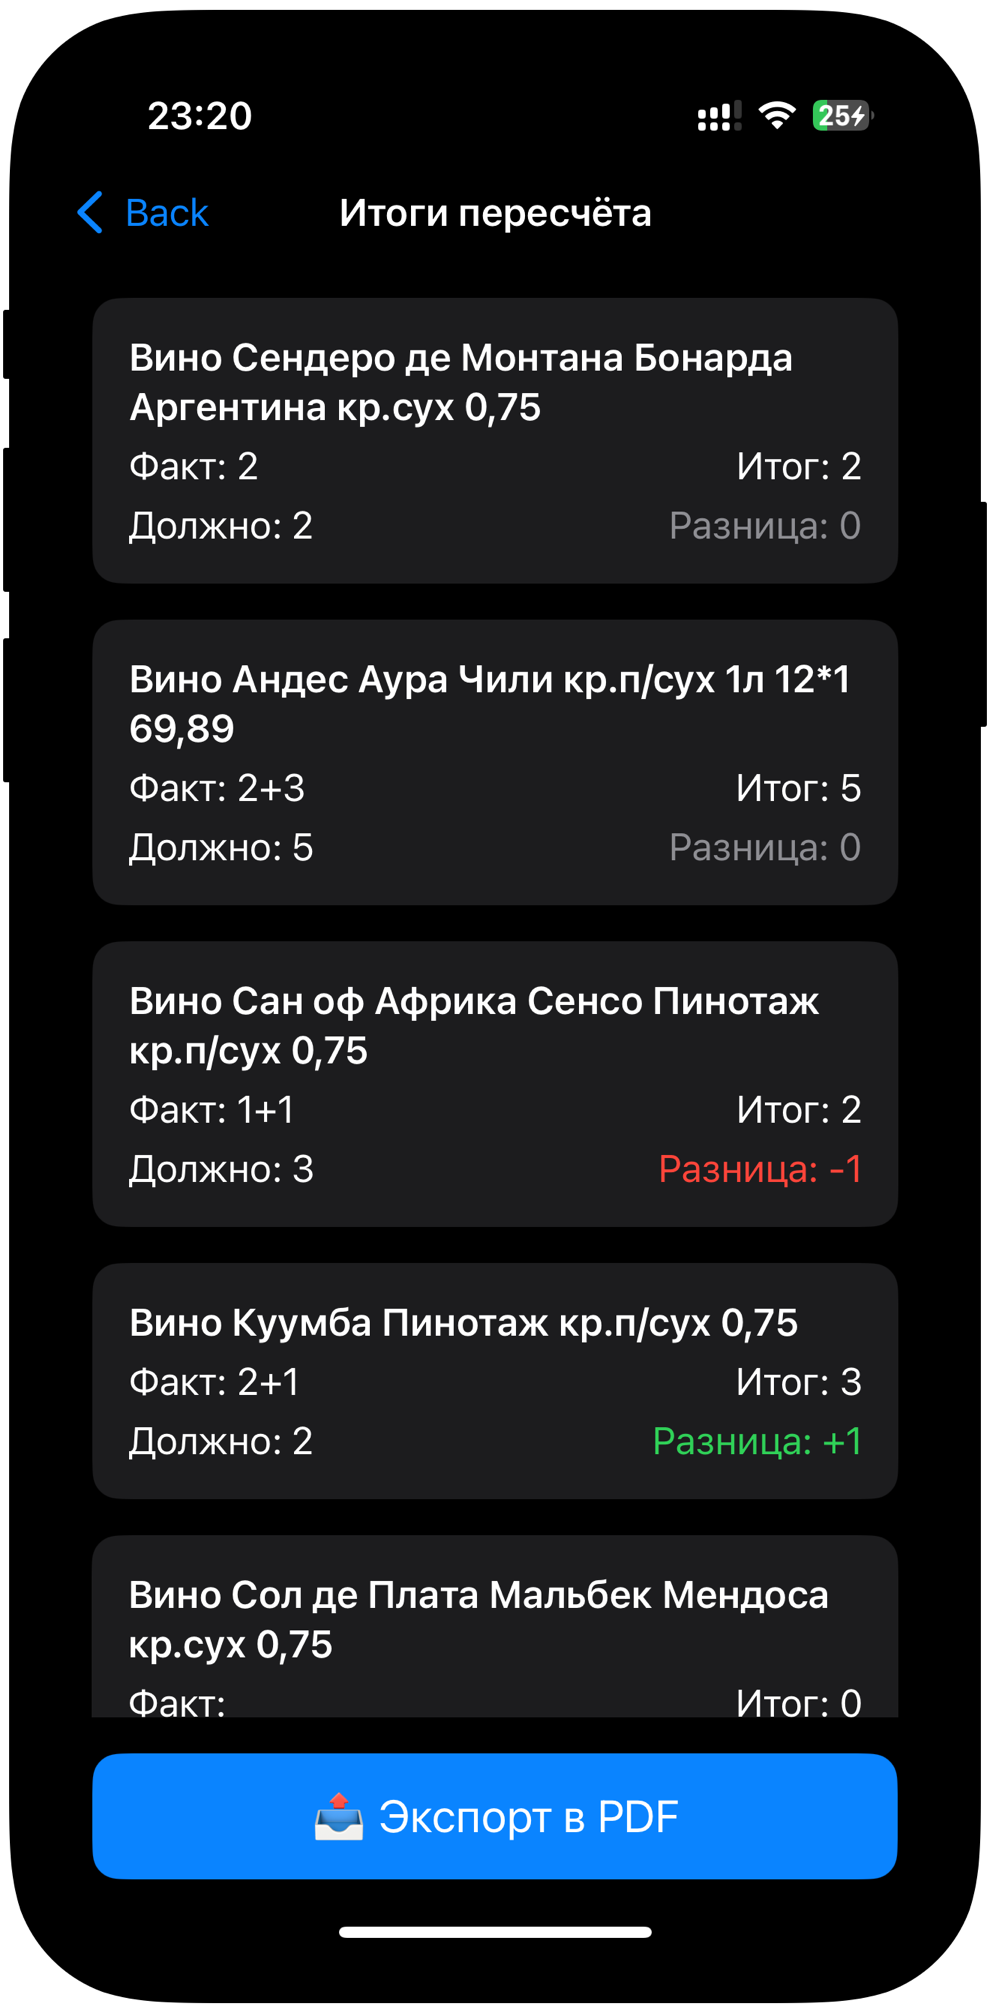 23:20
25
Back
Итоги пересчёта
Вино Сендеро де Монтана Бонарда
Аргентина кр.сух 0,75
Факт: 2
Итог: 2
Должно: 2
Разница: 0
Вино Андес Аура Чили кр.п/сух 1л 12*1
69,89
Факт: 2+3
Итог: 5
Должно: 5
Разница: 0
Вино Сан оф Африка Сенсо Пинотаж
кр.п/сух 0,75
Факт: 1+1
Итог: 2
Должно: 3
Разница: -1
Вино Куумба Пинотаж кр.п/сух 0,75
Факт: 2+1
Итог: 3
Должно: 2
Разница: +1
Вино Сол де Плата Мальбек Мендоса
кр.сух 0,75
Факт:
Итог: 0
Экспорт в PDF